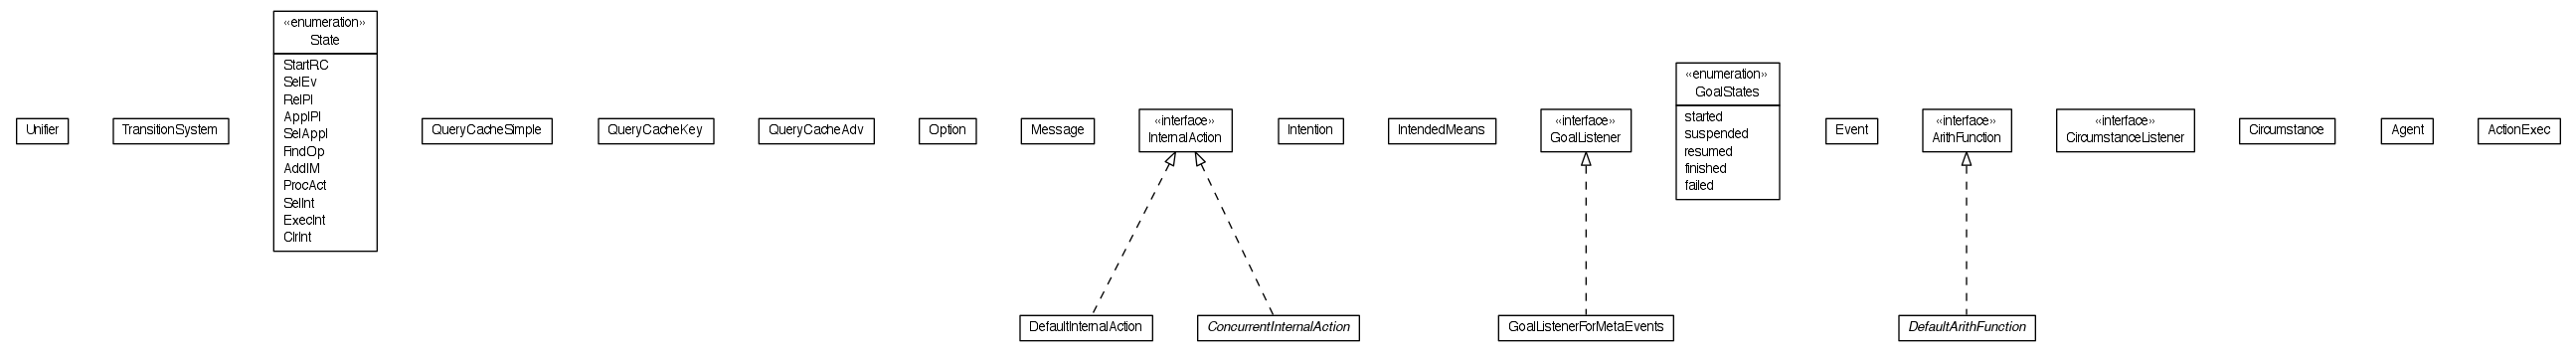 Unifier
TransitionSystem
«enumeration»
State
StartRC
SelEv
RelPl
ApplPl
SelAppl
FindOp
AddIM
ProcAct
SelInt
ExecInt
ClrInt
QueryCacheSimple
QueryCacheKey
QueryCacheAdv
Option
Message
«interface»
InternalAction
Intention
IntendedMeans
«interface»
GoalListener
«enumeration»
GoalStates
started
suspended
resumed
finished
failed
Event
«interface»
ArithFunction
«interface»
CircumstanceListener
Circumstance
Agent
ActionExec
DefaultInternalAction
ConcurrentInternalAction
GoalListenerForMetaEvents
DefaultArithFunction